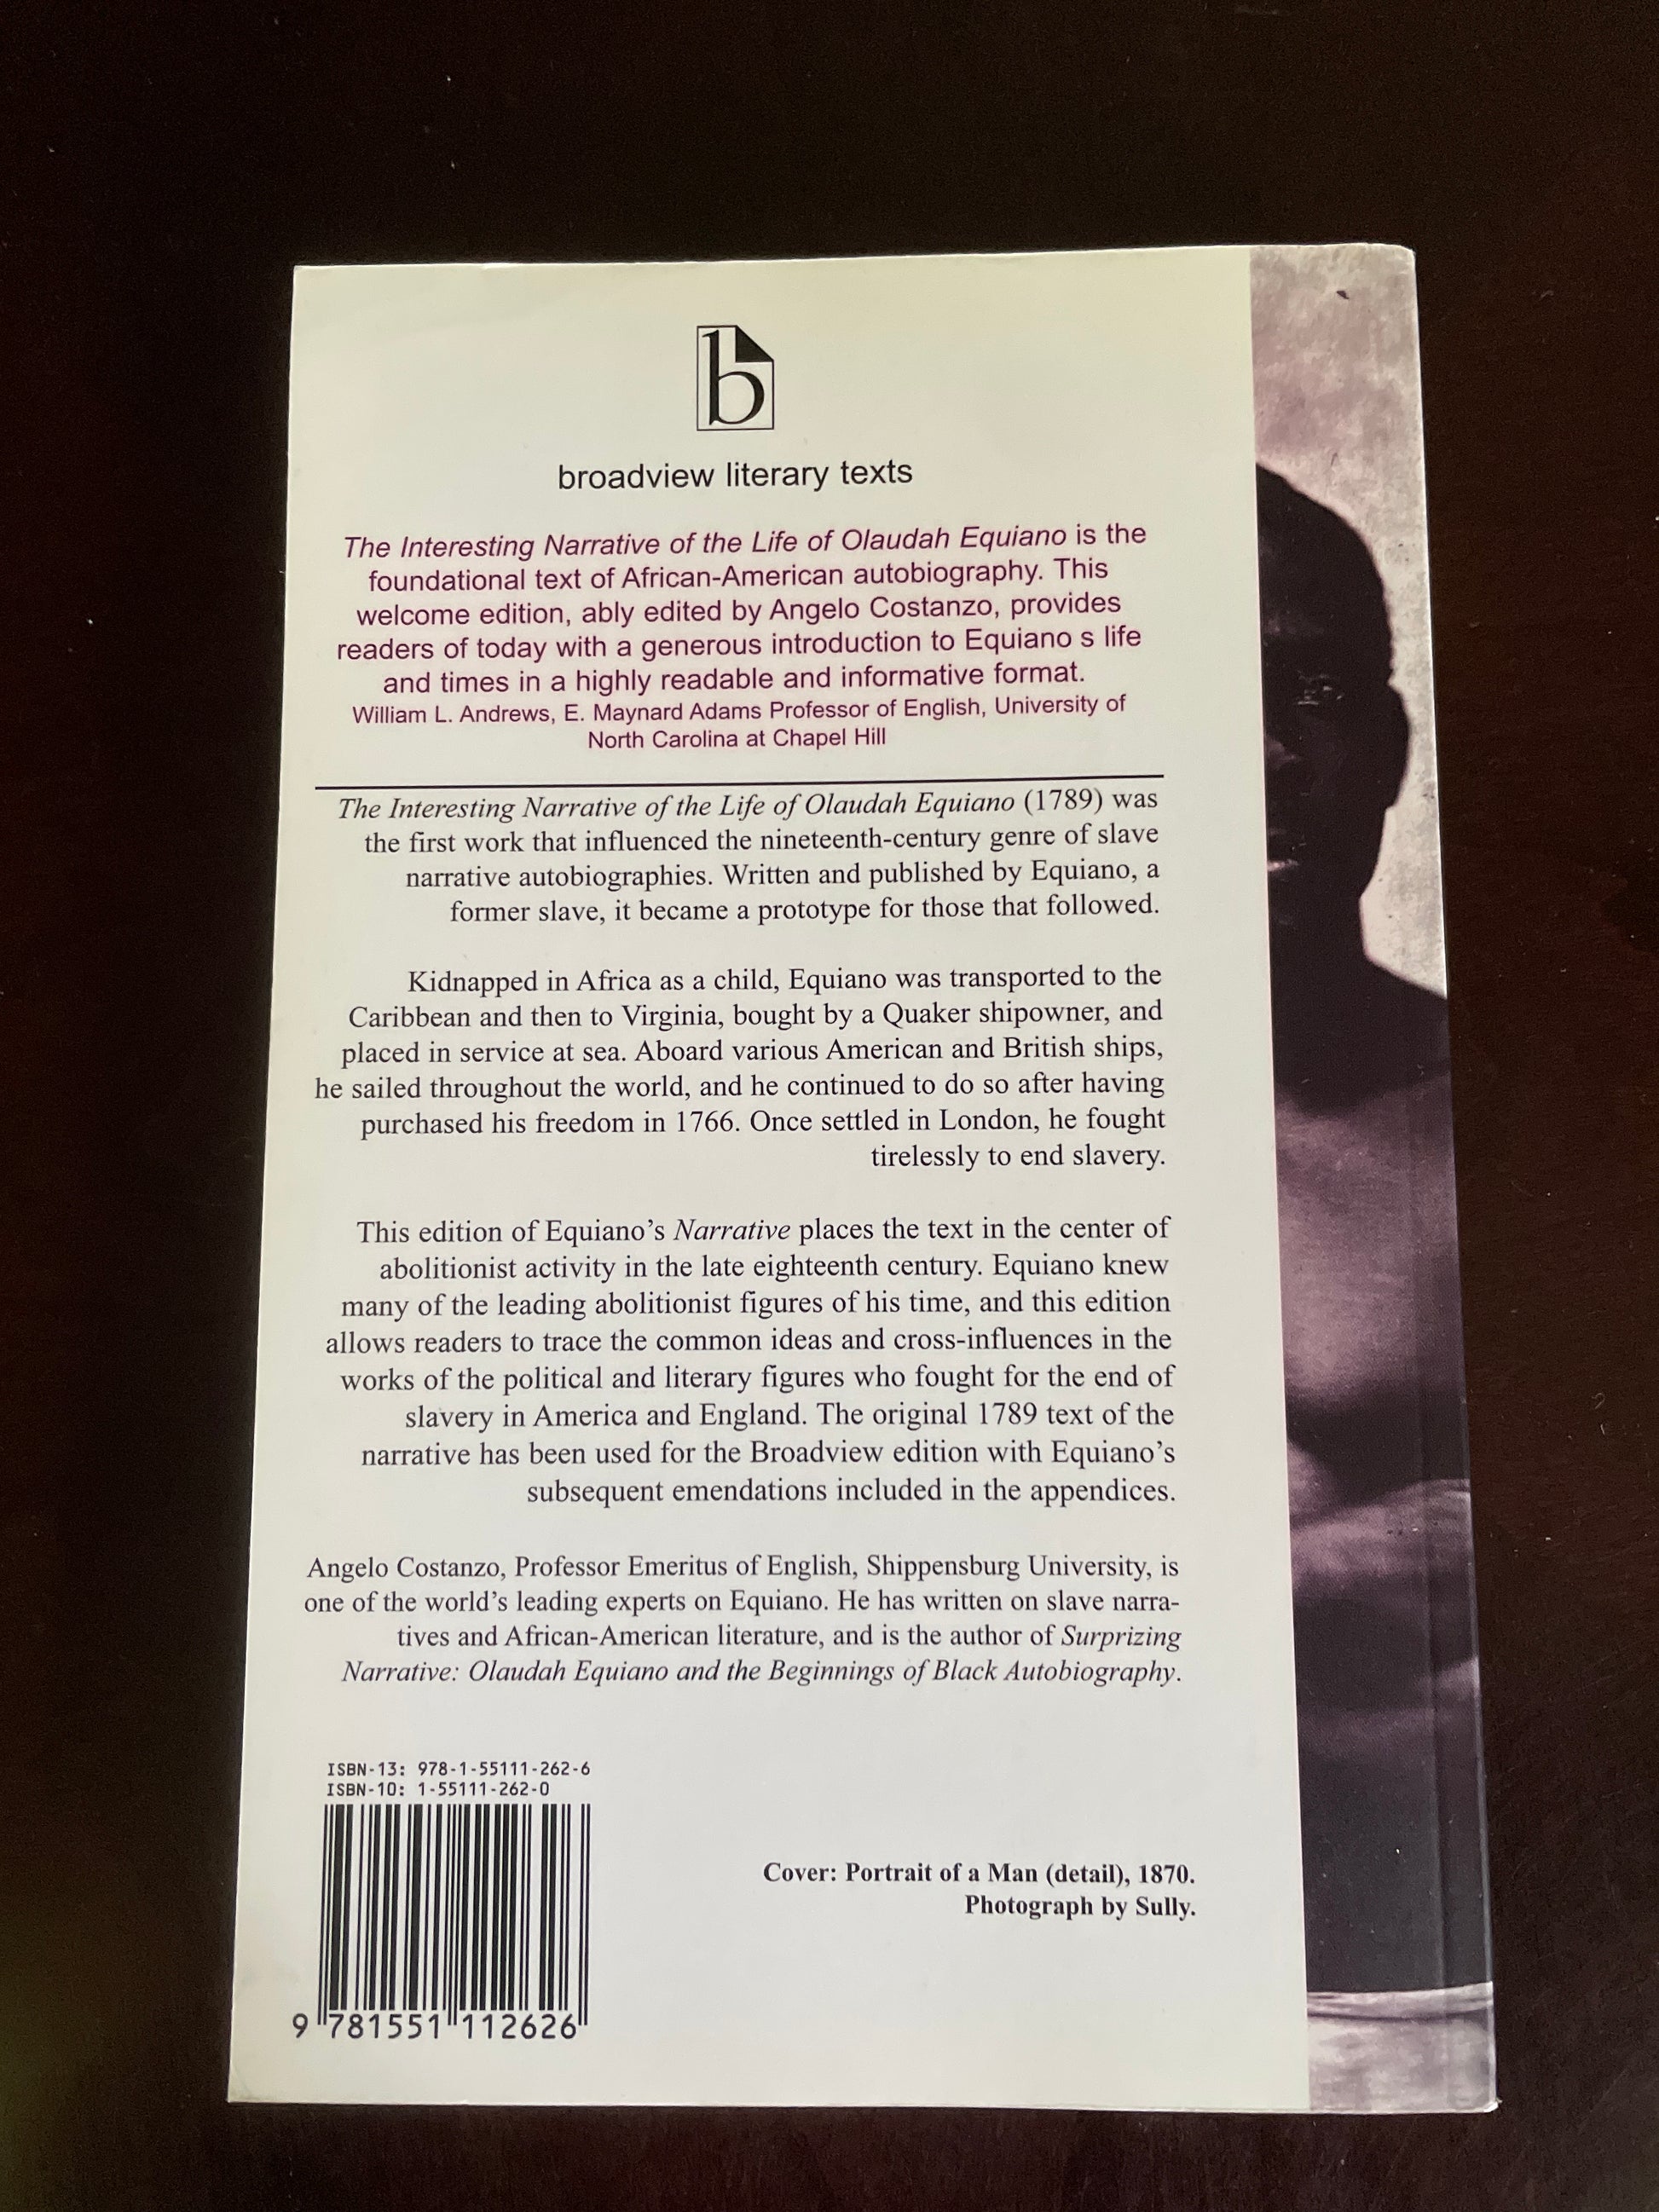 b
broadview literary texts
The Interesting Narrative of the Life of Olaudah Equiano is the
foundational text of African-American autobiography. This
welcome edition, ably edited by Angelo Costanzo, provides
readers of today with a generous introduction to Equiano s life
and times in a highly readable and informative format.
William L. Andrews, E. Maynard Adams Professor of English, University of
North Carolina at Chapel Hill
The Interesting Narrative of the Life of Olaudah Equiano (1789) was
the first work that influenced the nineteenth-century genre of slave
narrative autobiographies. Written and published by Equiano, a
former slave, it became a prototype for those that followed.
Kidnapped in Africa as a child, Equiano was transported to the
Caribbean and then to Virginia, bought by a Quaker shipowner, and
placed in service at sea. Aboard various American and British ships,
he sailed throughout the world, and he continued to do so after having
purchased his freedom in 1766. Once settled in London, he fought
tirelessly to end slavery.
This edition of Equiano’s Narrative places the text in the center of
abolitionist activity in the late eighteenth century. Equiano knew
many of the leading abolitionist figures of his time, and this edition
allows readers to trace the common ideas and cross-influences in the
works of the political and literary figures who fought for the end of
slavery in America and England. The original 1789 text of the
narrative has been used for the Broadview edition with Equiano’s
subsequent emendations included in the appendices.
Angelo Costanzo, Professor Emeritus of English, Shippensburg University, is
one of the world’s leading experts on Equiano. He has written on slave narra-
tives and African-American literature, and is the author of Surprizing
Narrative: Olaudah Equiano and the Beginnings of Black Autobiography.
ISBN-13: 978-1-55111-262-6
ISBN-10: 1-55111-262-0
9 781551 112626
Cover: Portrait of a Man (detail), 1870.
Photograph by Sully.